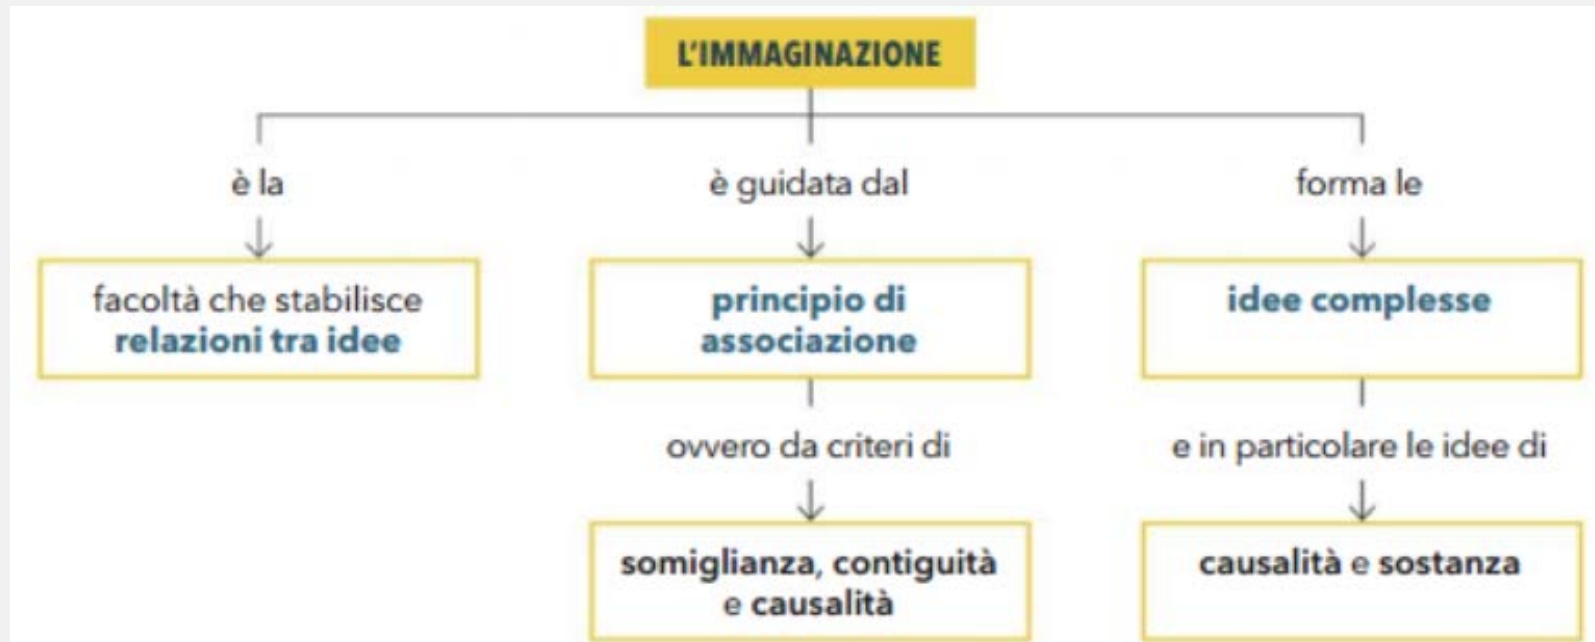 L'IMMAGINAZIONE
è la
facoltà che stabilisce
relazioni tra idee
è guidata dal
principio di
associazione
ovvero da criteri di
somiglianza, contiguità
e causalità
forma le
idee complesse
e in particolare le idee di
causalità e sostanza